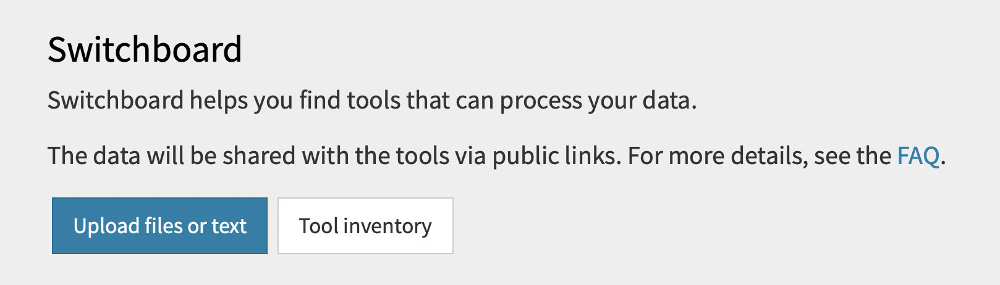 Switchboard
Switchboard helps you find tools that can process your data.
The data will be shared with the tools via public links. For more details, see the FAQ.
Upload files or text
Tool inventory